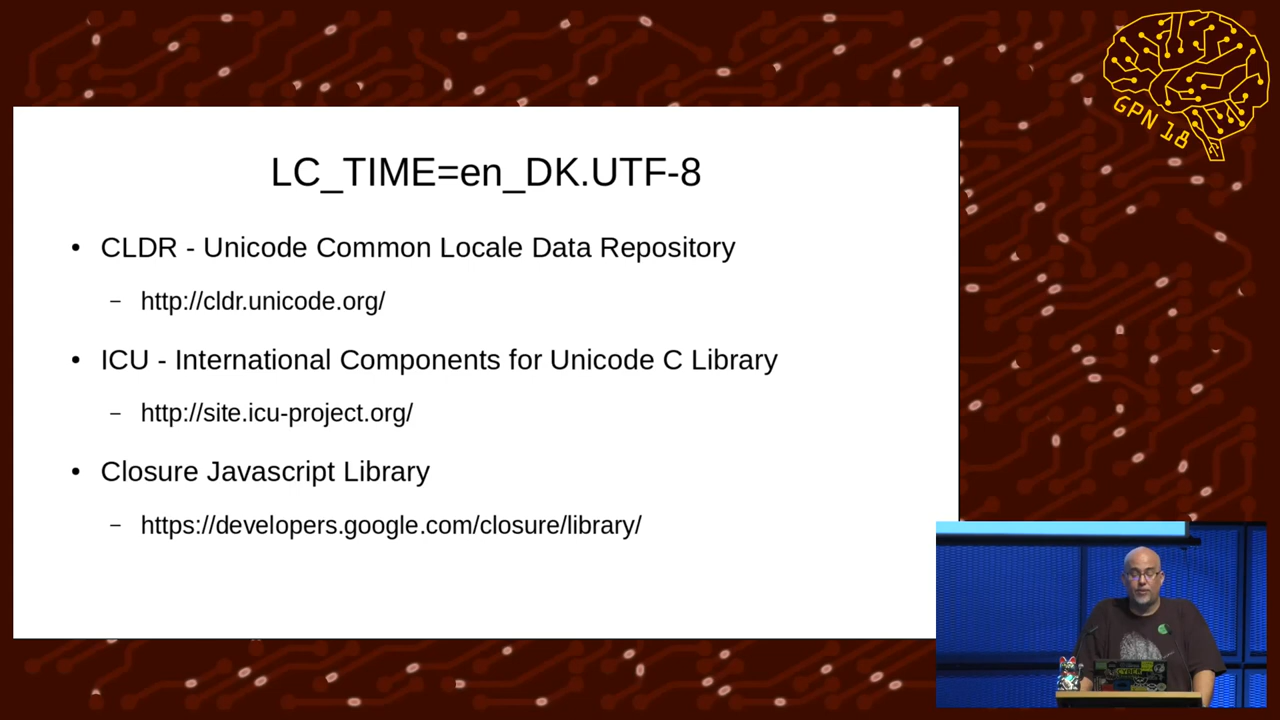 GPN 18
LC_TIME=en_DK.UTF-8
• CLDR - Unicode Common Locale Data Repository
– http://cldr.unicode.org/
• ICU - International Components for Unicode C Library
– http://site.icu-project.org/
• Closure Javascript Library
– https://developers.google.com/closure/library/
CYBER